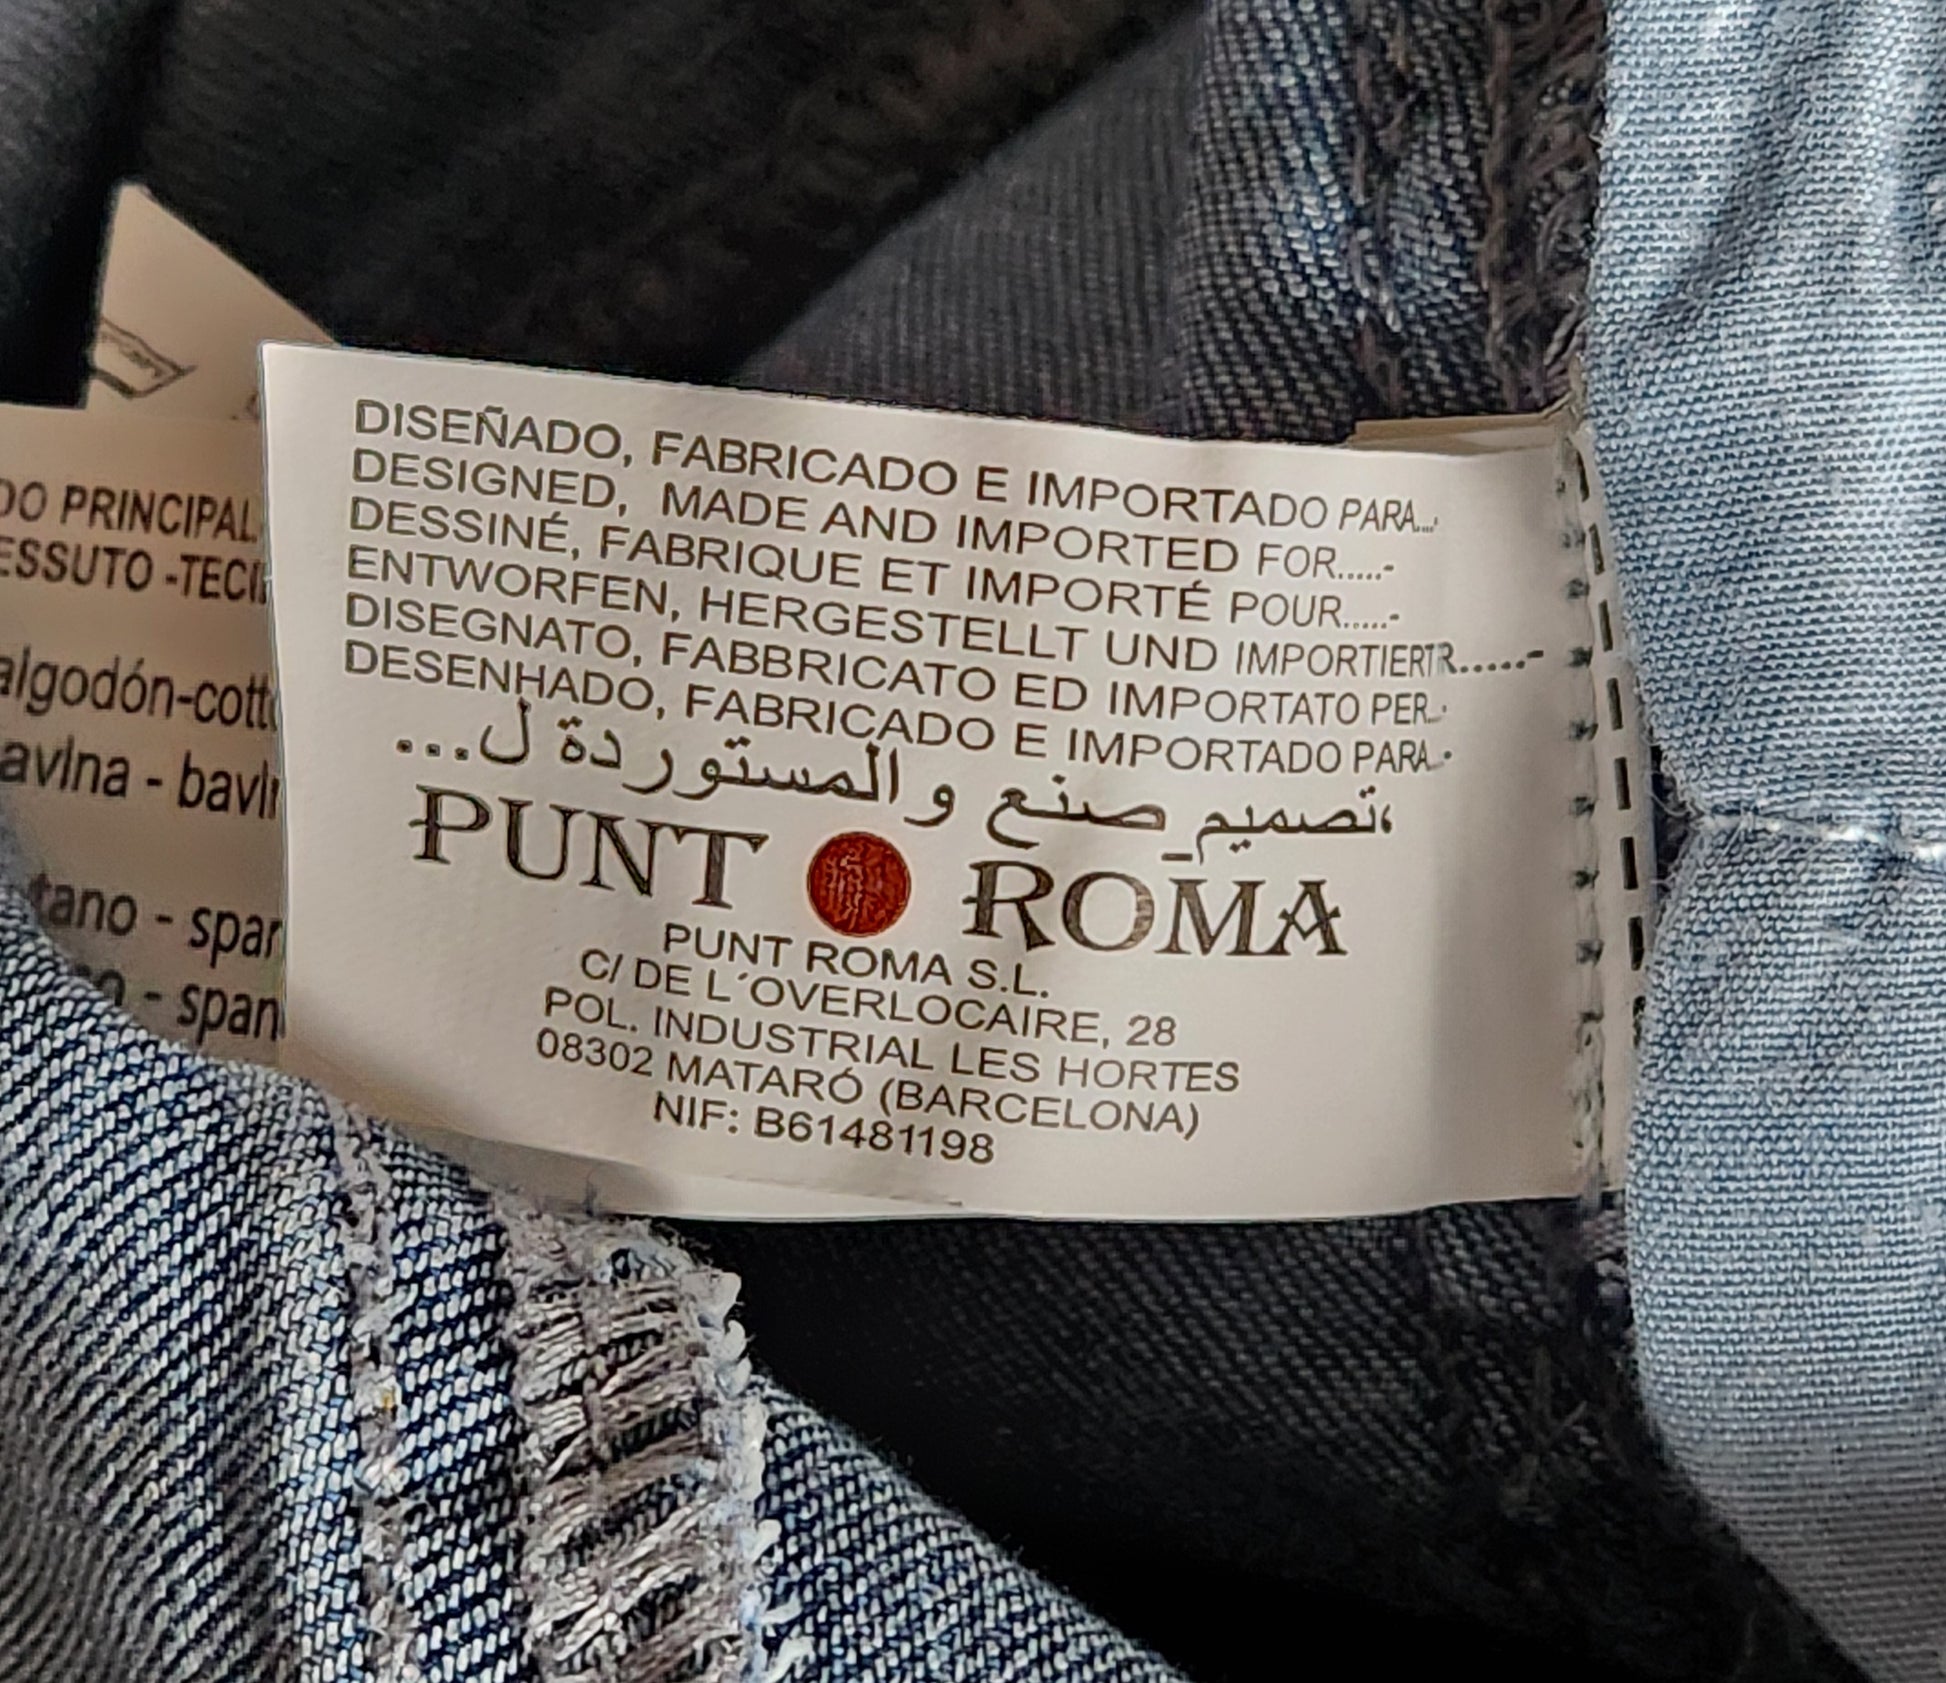 DISEÑADO, FABRICADO E IMPORTADO PARA...
DESIGNED, MADE AND IMPORTED FOR.....-
DESSINÉ, FABRIQUE ET IMPORTÉ POUR.....-
ENTWORFEN, HERGESTELLT UND IMPORTIERT R.....-
DISEGNATO, FABBRICATO ED IMPORTATO PER..
DESENHADO, FABRICADO E IMPORTADO PARA..
تصميم، صنع و المستوردة ل...
PUNT ROMA
PUNT ROMA S.L.
C/ DE L´OVERLOCAIRE, 28
POL. INDUSTRIAL LES HORTES
08302 MATARÓ (BARCELONA)
NIF: B61481198
DO PRINCIPAL
ESSUTO -TECI
algodón-cott
avlna - bavln
tano - spar
- span